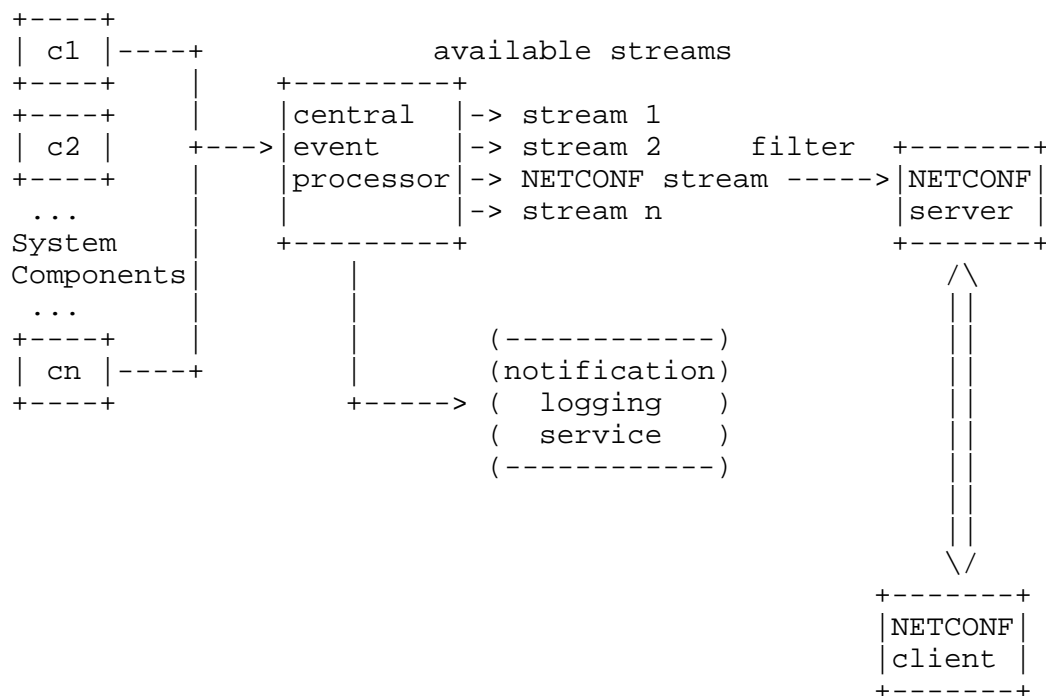 +----+
| c1 |----+             available streams
+----+    |    +---------+
+----+    |    |central  |-> stream 1
| c2 |    +--->|event    |-> stream 2     filter  +-------+
+----+    |    |processor|-> NETCONF stream ----->|NETCONF|
 ...      |    |         |-> stream n             |server |
System    |    +---------+                        +-------+
Components|        |                                 /\
 ...      |        |                                 ||
+----+    |        |       (------------)            ||
| cn |----+        |       (notification)            ||
+----+             +-----> (  logging   )            ||
                           (  service   )            ||
                           (------------)            ||
                                                     ||
                                                     ||
                                                     \/
                                                 +-------+
                                                 |NETCONF|
                                                 |client |
                                                 +-------+